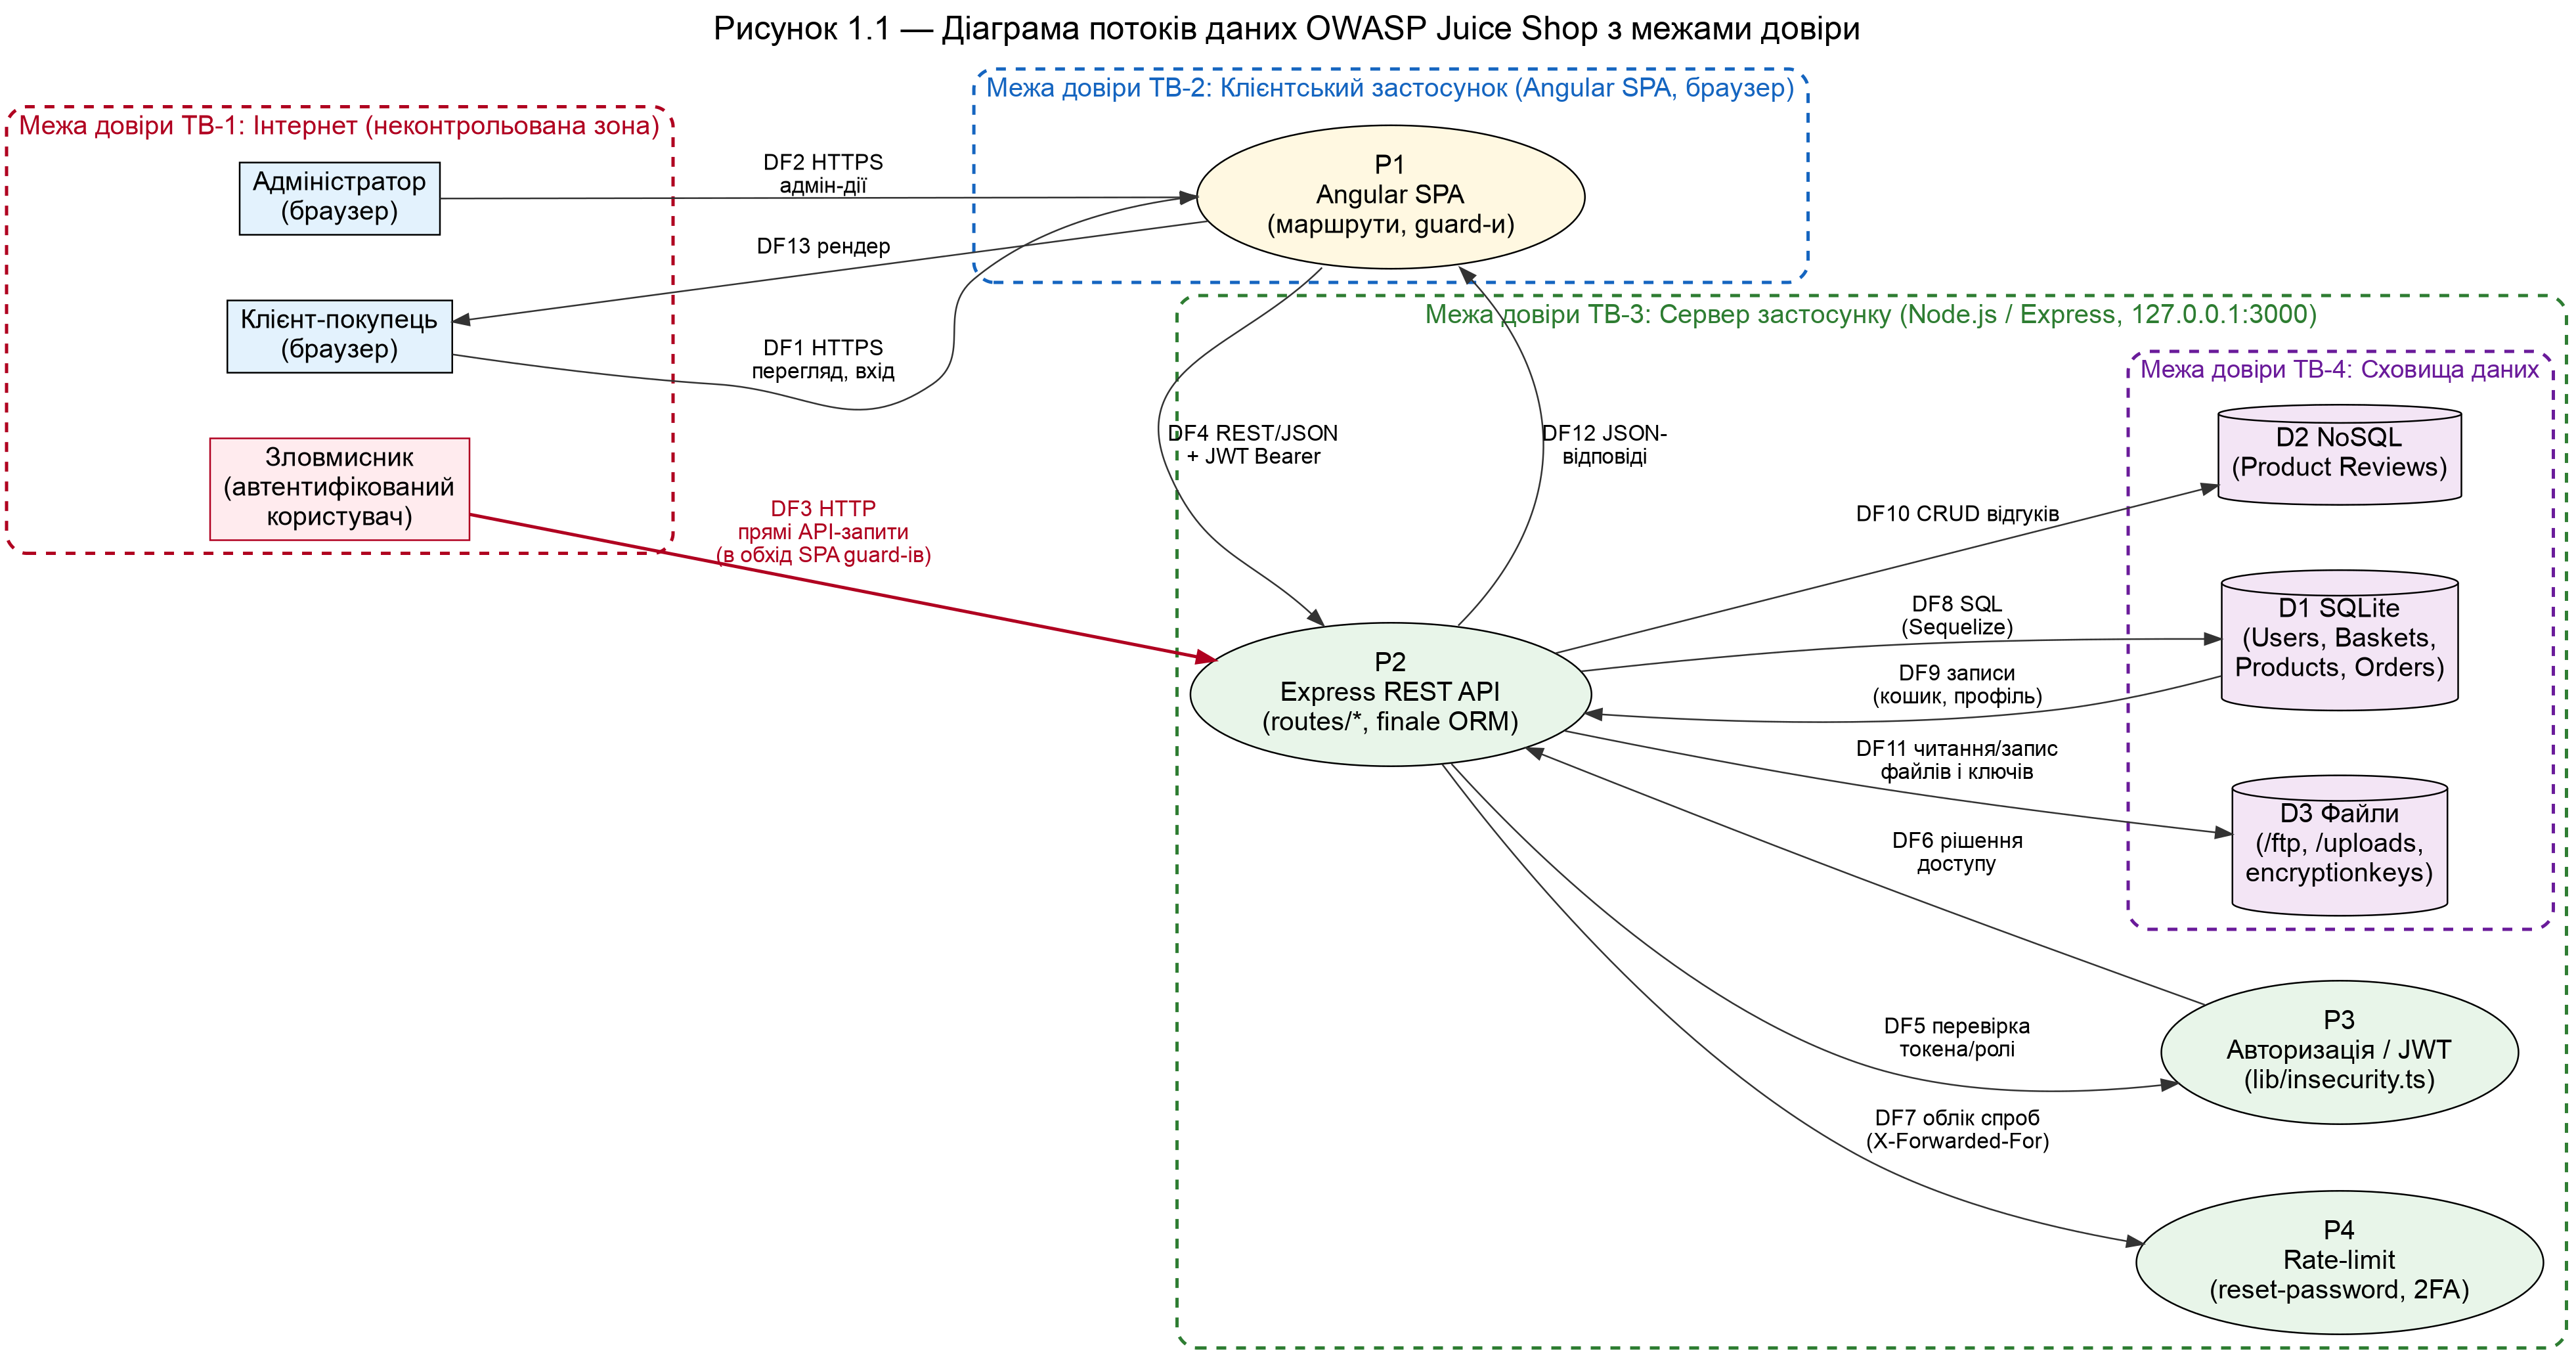 Рисунок 1.1 — Діаграма потоків даних OWASP Juice Shop з межами довіри
Межа довіри ТВ-2: Клієнтський застосунок (Angular SPA, браузер)
Межа довіри ТВ-1: Інтернет (неконтрольована зона)
Адміністратор
(браузер)
DF2 HTTPS
адмін-дії
P1
Angular SPA
(маршрути, guard-и)
DF13 рендер
Клієнт-покупець
(браузер)
DF1 HTTPS
перегляд, вхід
Межа довіри ТВ-3: Сервер застосунку (Node.js / Express, 127.0.0.1:3000)
Межа довіри ТВ-4: Сховища даних
DF4 REST/JSON
+ JWT Bearer
DF12 JSON-
відповіді
D2 NoSQL
(Product Reviews)
Зловмисник
(автентифікований
користувач)
DF3 HTTP
прямі API-запити
(в обхід SPA guard-ів)
DF10 CRUD відгуків
DF8 SQL
(Sequelize)
D1 SQLite
(Users, Baskets,
Products, Orders)
P2
Express REST API
(routes/*, finale ORM)
DF9 записи
(кошик, профіль)
DF11 читання/запис
файлів і ключів
D3 Файли
(/ftp, /uploads,
encryptionkeys)
DF6 рішення
доступу
DF5 перевірка
токена/ролі
P3
Авторизація / JWT
(lib/insecurity.ts)
DF7 облік спроб
(X-Forwarded-For)
P4
Rate-limit
(reset-password, 2FA)